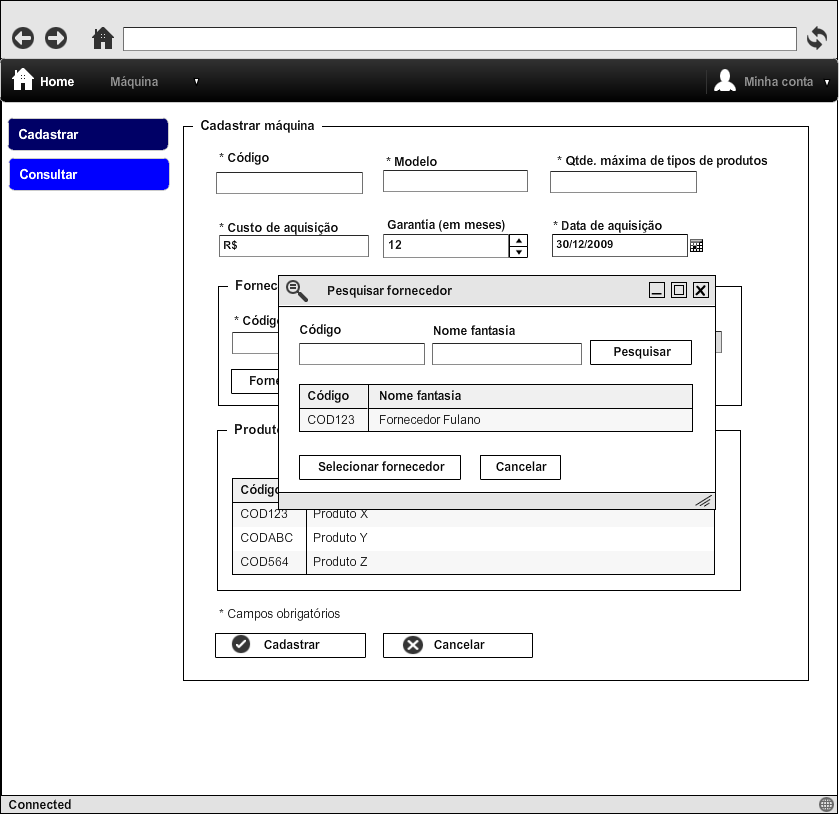 Home Máquina Minha conta
Cadastrar
Consultar
Cadastrar máquina
* Código * Modelo * Qtde. máxima de tipos de produtos
* Custo de aquisição Garantia (em meses) * Data de aquisição
R$ 12 30/12/2009
Fornec
* Códig
Forne
Pesquisar fornecedor
Código Nome fantasia
Pesquisar
Código Nome fantasia
COD123 Fornecedor Fulano
Selecionar fornecedor Cancelar
Produt
Código
COD123 Produto X
CODABC Produto Y
COD564 Produto Z
* Campos obrigatórios
Cadastrar Cancelar
Connected